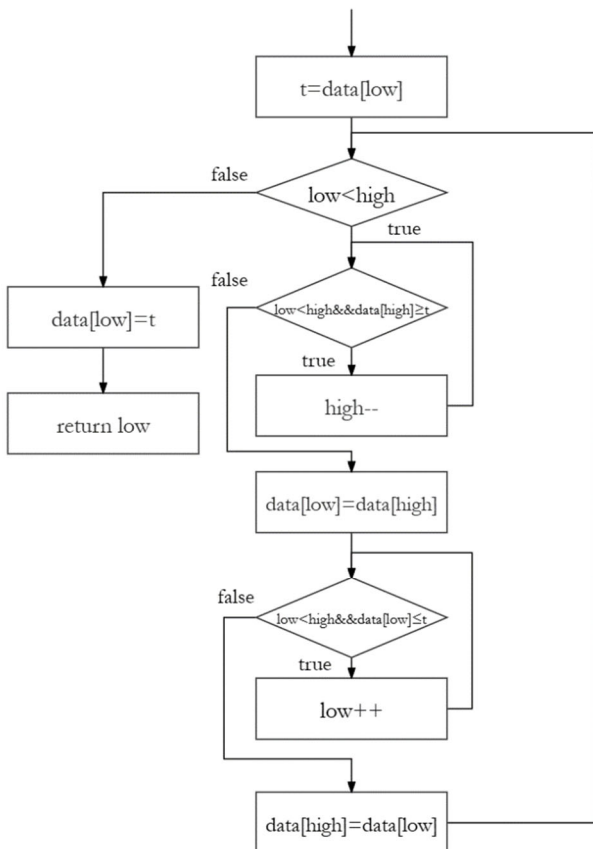 t=data[low]
false
low<high
true
false
data[low]=t
low<high&&data[high]≥t
true
high--
return low
data[low]=data[high]
false
low<high&&data[low]≤t
true
low++
data[high]=data[low]